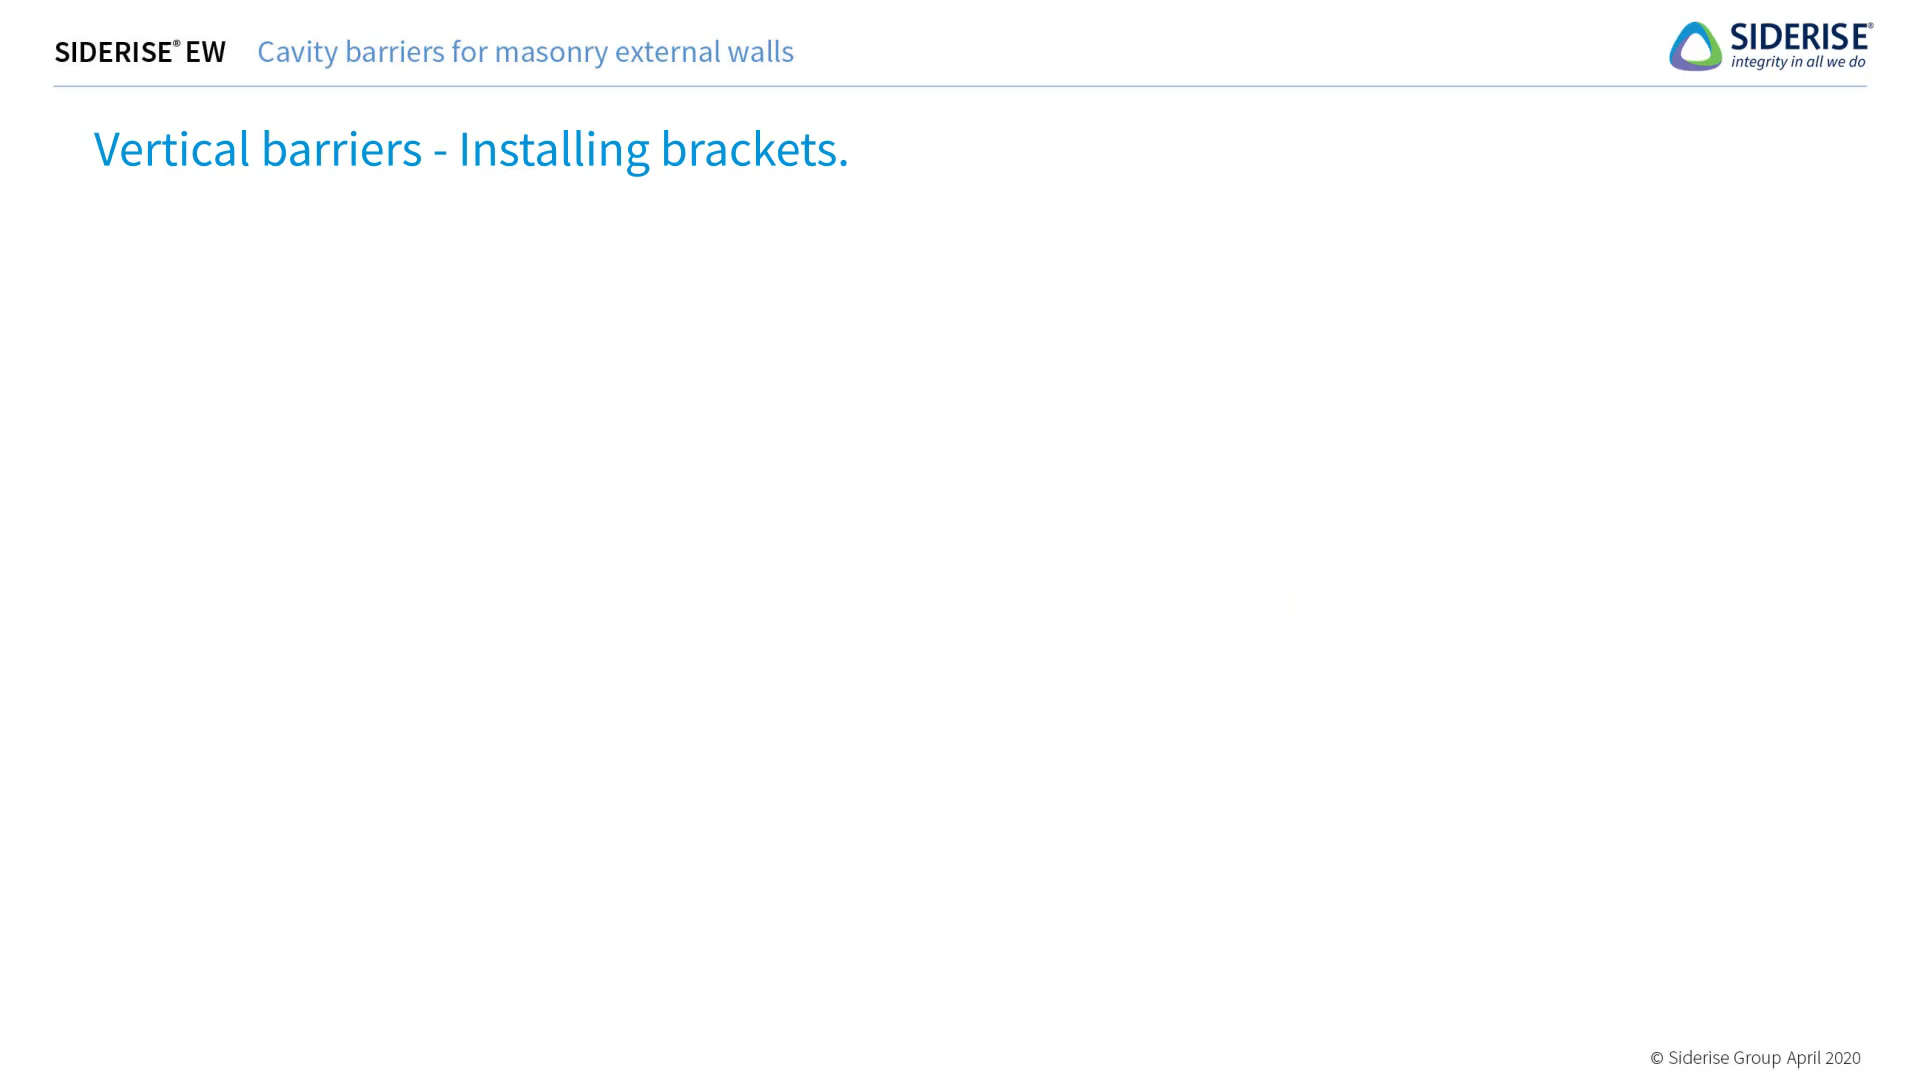 SIDERISE® EW Cavity barriers for masonry external walls
SIDERISE®
integrity in all we do
Vertical barriers - Installing brackets.
© Siderise Group April 2020